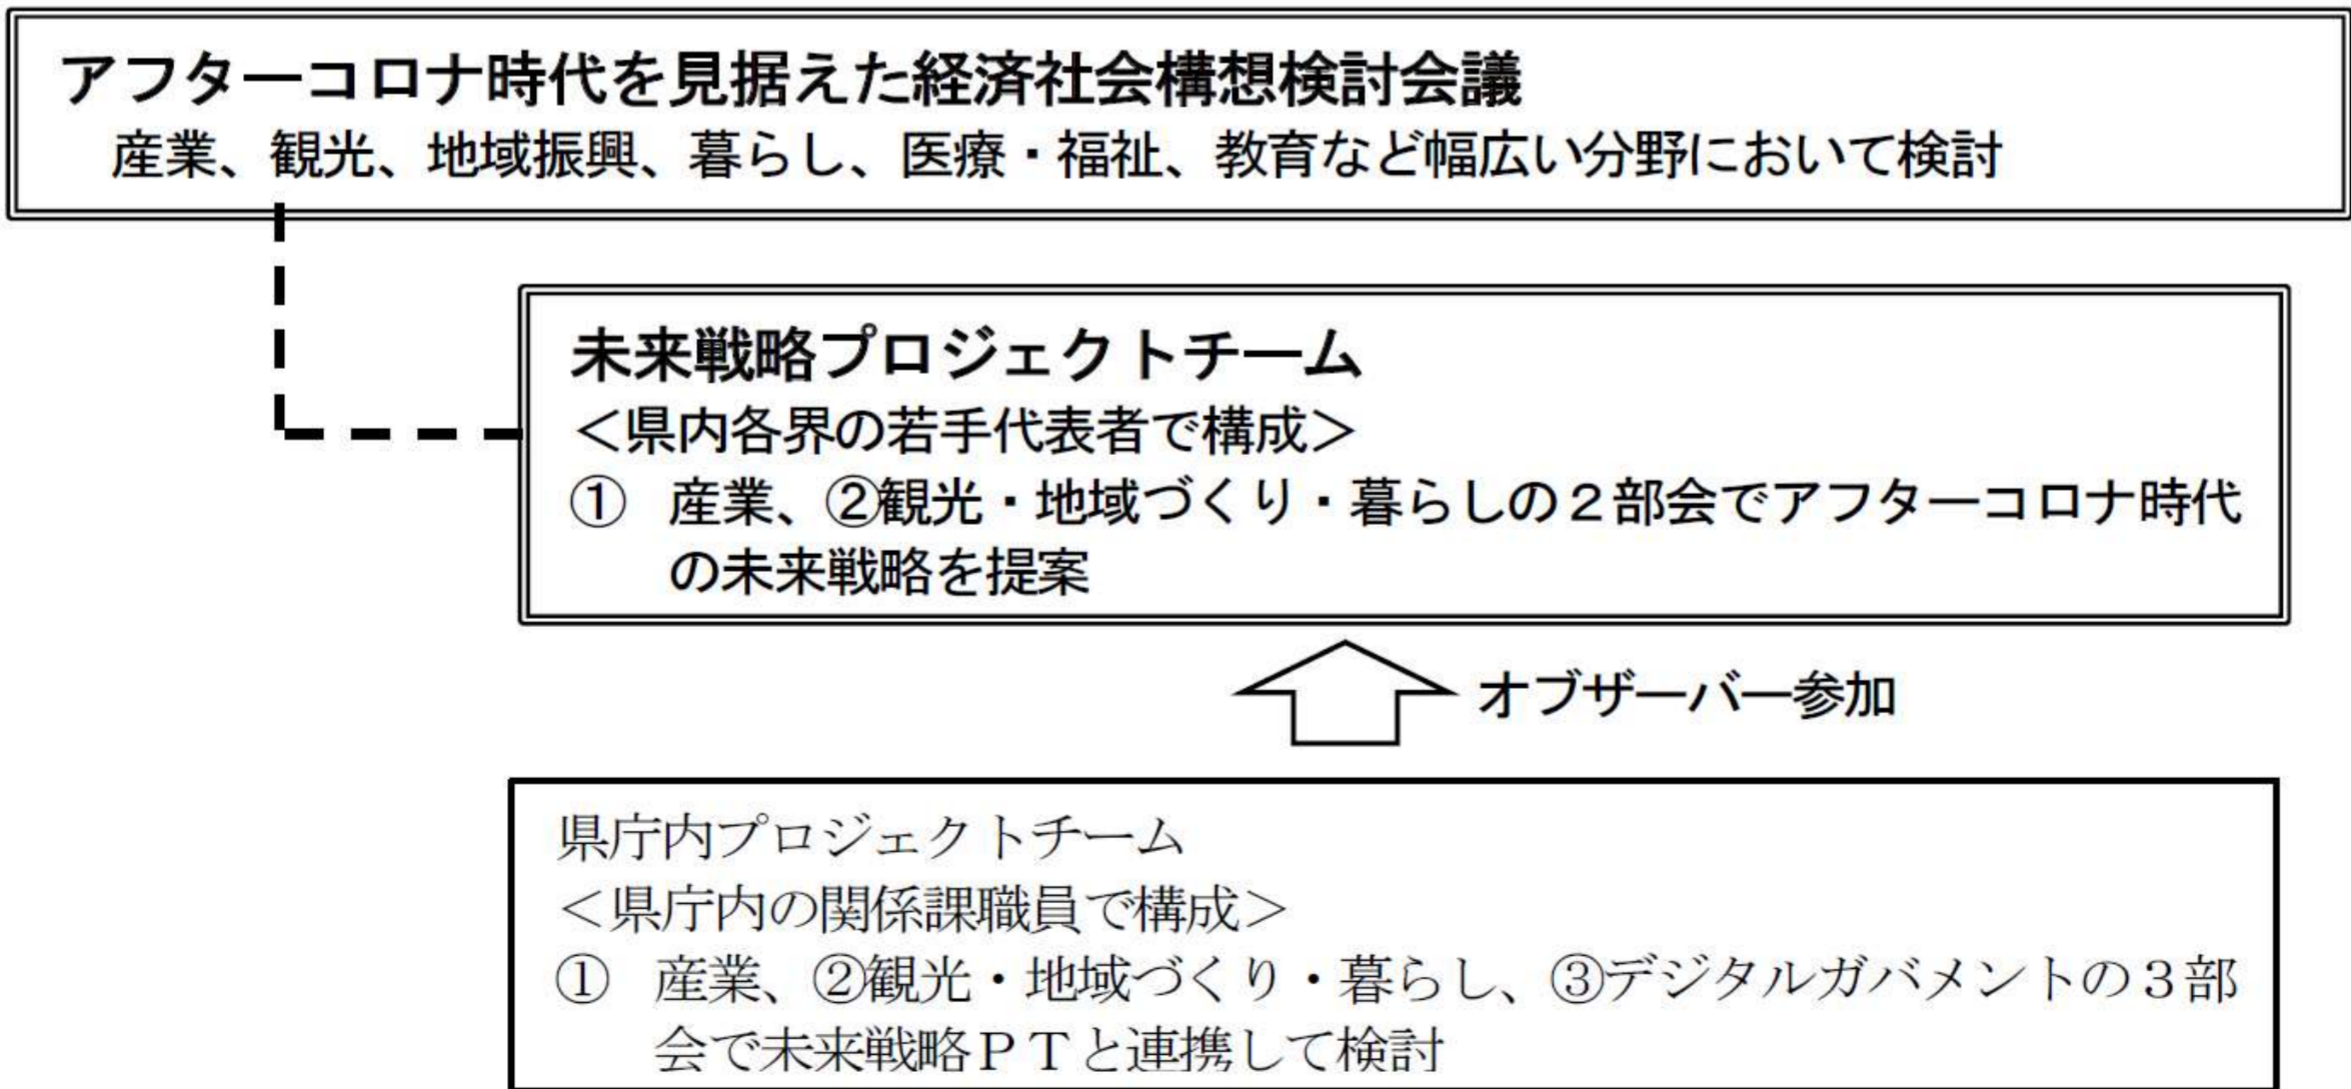 アフターコロナ時代を見据えた経済社会構想検討会議
産業、観光、地域振興、暮らし、医療・福祉、教育など幅広い分野において検討
未来戦略プロジェクトチーム
＜県内各界の若手代表者で構成＞
① 産業、②観光・地域づくり・暮らしの２部会でアフターコロナ時代
の未来戦略を提案
オブザーバー参加
県庁内プロジェクトチーム
＜県庁内の関係課職員で構成＞
① 産業、②観光・地域づくり・暮らし、③デジタルガバメントの３部
会で未来戦略ＰＴと連携して検討